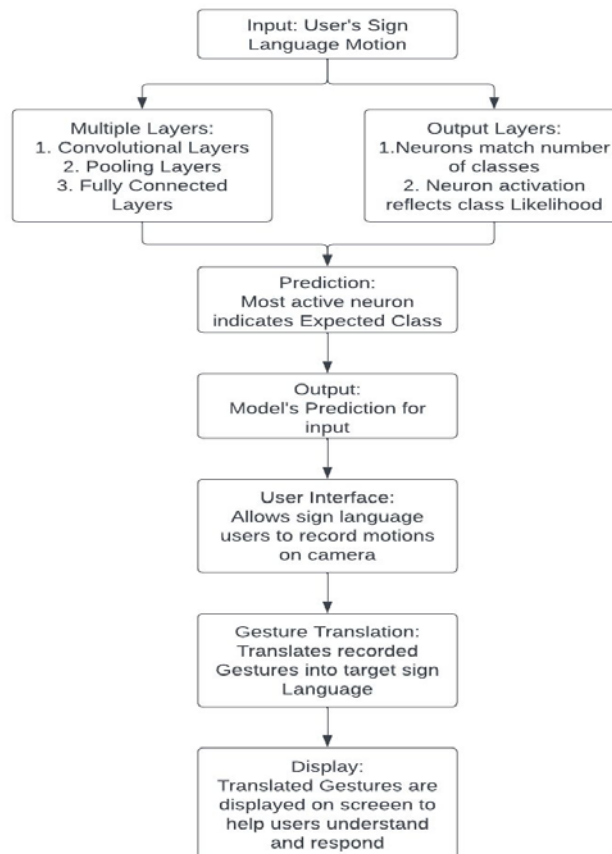 Input: User's Sign
Language Motion
Multiple Layers:
1. Convolutional Layers
2. Pooling Layers
3. Fully Connected
Layers
Output Layers:
1.Neurons match number
of classes
2. Neuron activation
reflects class Likelihood
Prediction:
Most active neuron
indicates Expected Class
Output:
Model's Prediction for
input
User Interface:
Allows sign language
users to record motions
on camera
Gesture Translation:
Translates recorded
Gestures into target sign
Language
Display:
Translated Gestures are
displayed on screeen to
help users understand
and respond